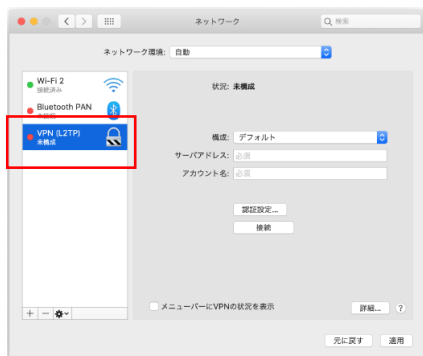 ネットワーク
検索
ネットワーク環境: 自動
Wi-Fi 2
接続済み
状況: 未構成
Bluetooth PAN
VPN (L2TP)
未構成
構成: デフォルト
サーバアドレス: 必須
アカウント名: 必須
認証設定...
接続
メニューバーにVPNの状況を表示
詳細... ?
元に戻す 適用